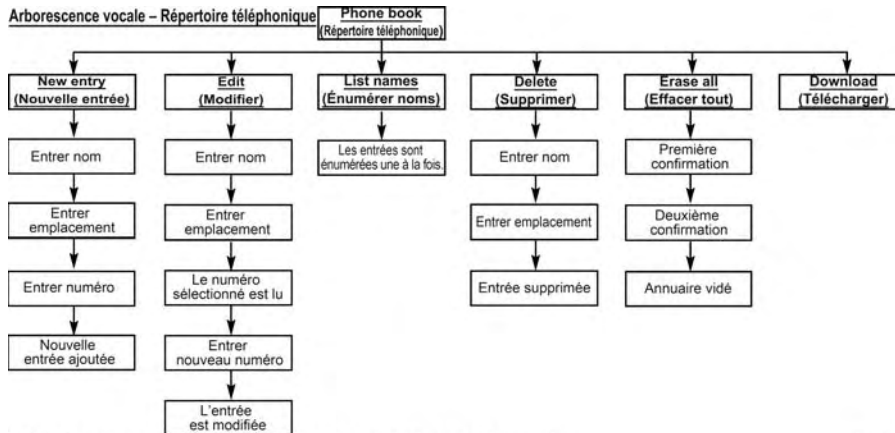 Arborescence vocale – Répertoire téléphonique
Phone book
(Répertoire téléphonique)
New entry
(Nouvelle entrée)
Entrer nom
Entrer
emplacement
Entrer numéro
Nouvelle
entrée ajoutée
Edit
(Modifier)
Entrer nom
Entrer
emplacement
Le numéro
sélectionné est lu
Entrer
nouveau numéro
L'entrée
est modifiée
List names
(Énumérer noms)
Les entrées sont
énumérées une à la fois.
Delete
(Supprimer)
Entrer nom
Entrer emplacement
Entrée supprimée
Erase all
(Effacer tout)
Première
confirmation
Deuxième
confirmation
Annuaire vidé
Download
(Télécharger)